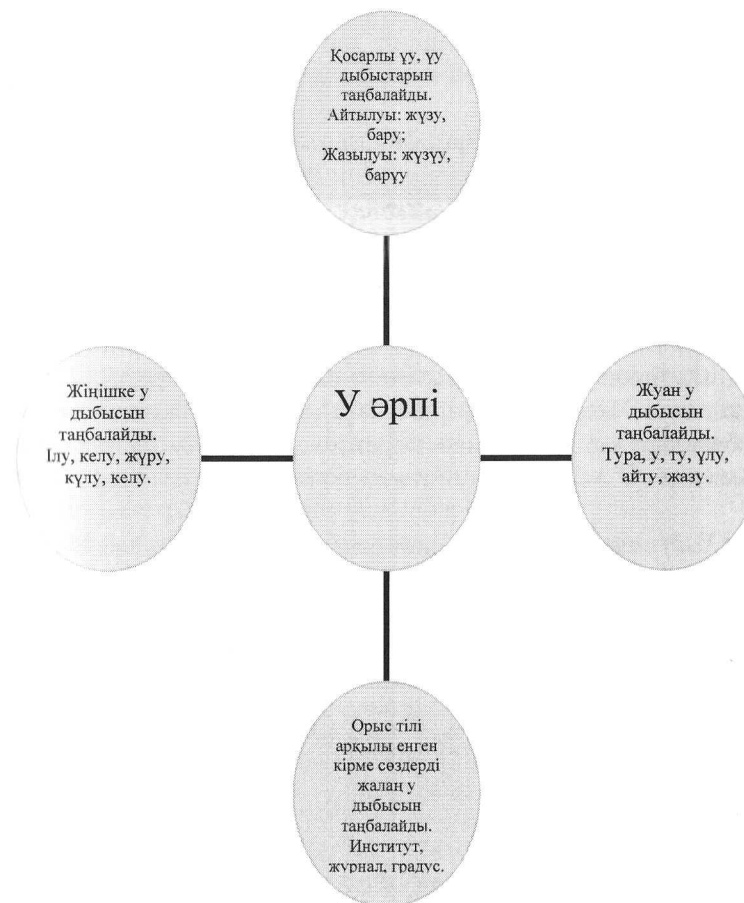 Қосарлы ұу, үу
дыбыстарын
таңбалайды.
Айтылуы: жүзу,
бару;
Жазылуы: жүзүу,
барұу
У әрпі
Жіңішке у
дыбысын
таңбалайды.
Ілу, келу, жүру,
күлу, келу.
Жуан у
дыбысын
таңбалайды.
Тура, у, ту, ұлу,
айту, жазу.
Орыс тілі
арқылы енген
кірме сөздерді
жалаң у
дыбысын
таңбалайды.
Институт,
журнал, градус.